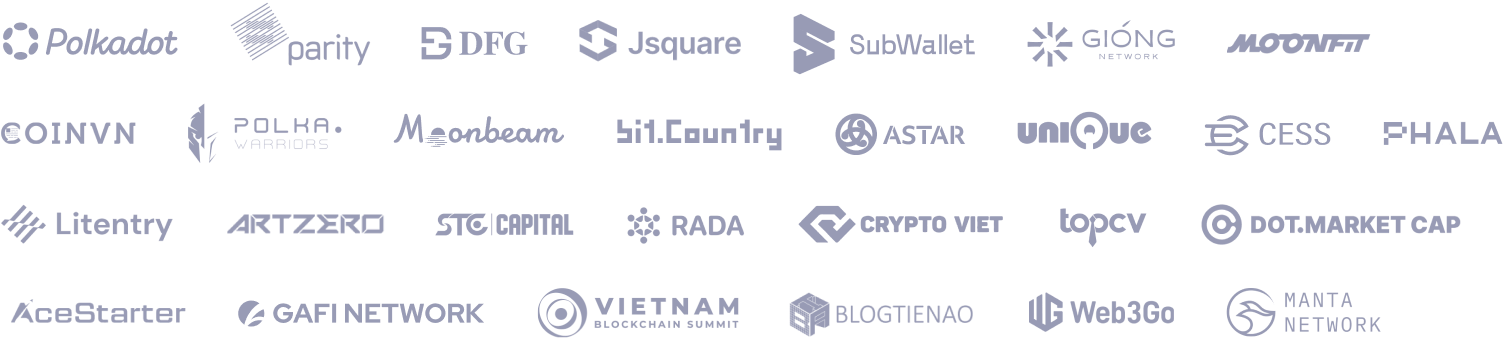 Polkadot parity DFG Jsquare SubWallet GIÓNG NETWORK MOONFIT
COINVN POLKA WARRIORS Moonbeam bit.Country ASTAR UNIQUE CESS PHALA
Litentry ARTZERO STC CAPITAL RADA CRYPTO VIET topcv DOT.MARKET CAP
AceStarter GAFI NETWORK VIETNAM BLOCKCHAIN SUMMIT BLOGTIENAO Web3Go MANTA NETWORK